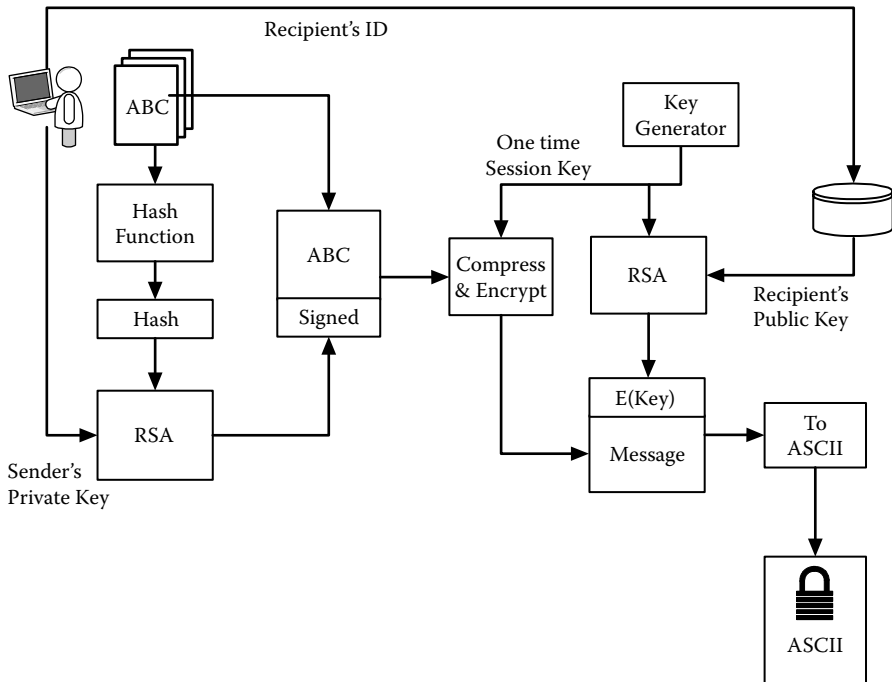 Recipient's ID
ABC
Key
Generator
One time
Session Key
Hash
Function
ABC
Compress
& Encrypt
RSA
Recipient's
Public Key
Hash
Signed
E(Key)
RSA
Message
To
ASCII
Sender's
Private Key
ASCII